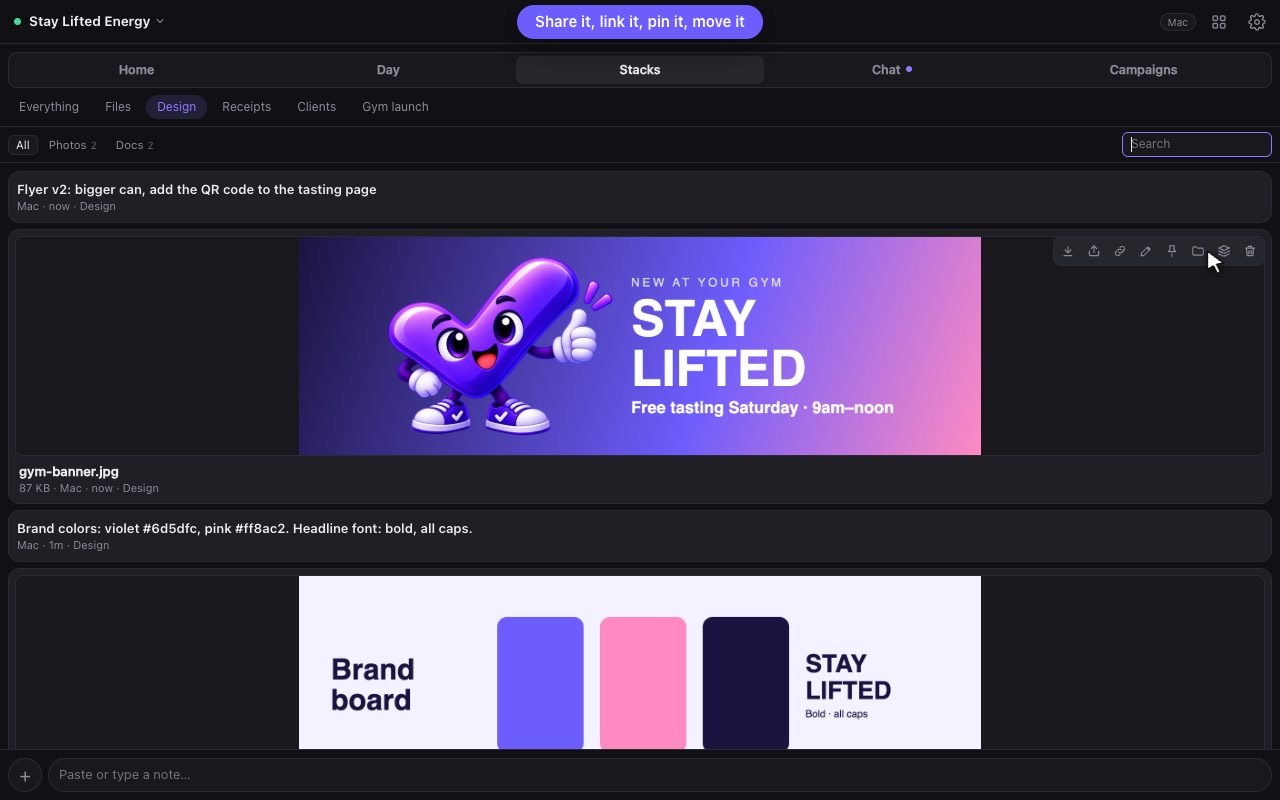 Stay Lifted Energy
Share it, link it, pin it, move it
Mac
Home
Day
Stacks
Chat
Campaigns
Everything
Files
Design
Receipts
Clients
Gym launch
All
Photos 2
Docs 2
Search
Flyer v2: bigger can, add the QR code to the tasting page
Mac · now · Design
NEW AT YOUR GYM
STAY
LIFTED
Free tasting Saturday · 9am–noon
gym-banner.jpg
87 KB · Mac · now · Design
Brand colors: violet #6d5dfc, pink #ff8ac2. Headline font: bold, all caps.
Mac · 1m · Design
Brand
board
STAY
LIFTED
Bold · all caps
Paste or type a note...